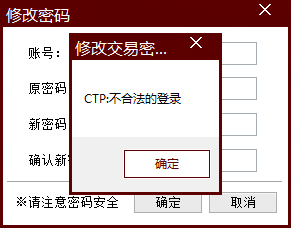 修改密码
修改交易密...
账号：
CTP:不合法的登录
原密码
新密码
确认新
确定
※请注意密码安全
确定
取消